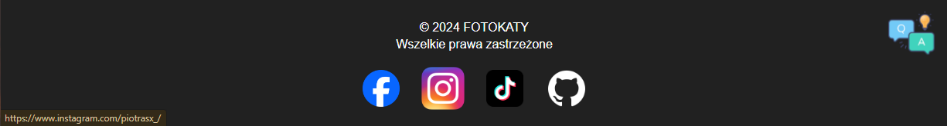 © 2024 FOTOKATY
Wszelkie prawa zastrzeżone
Q
A
https://www.instagram.com/piotrasx_/